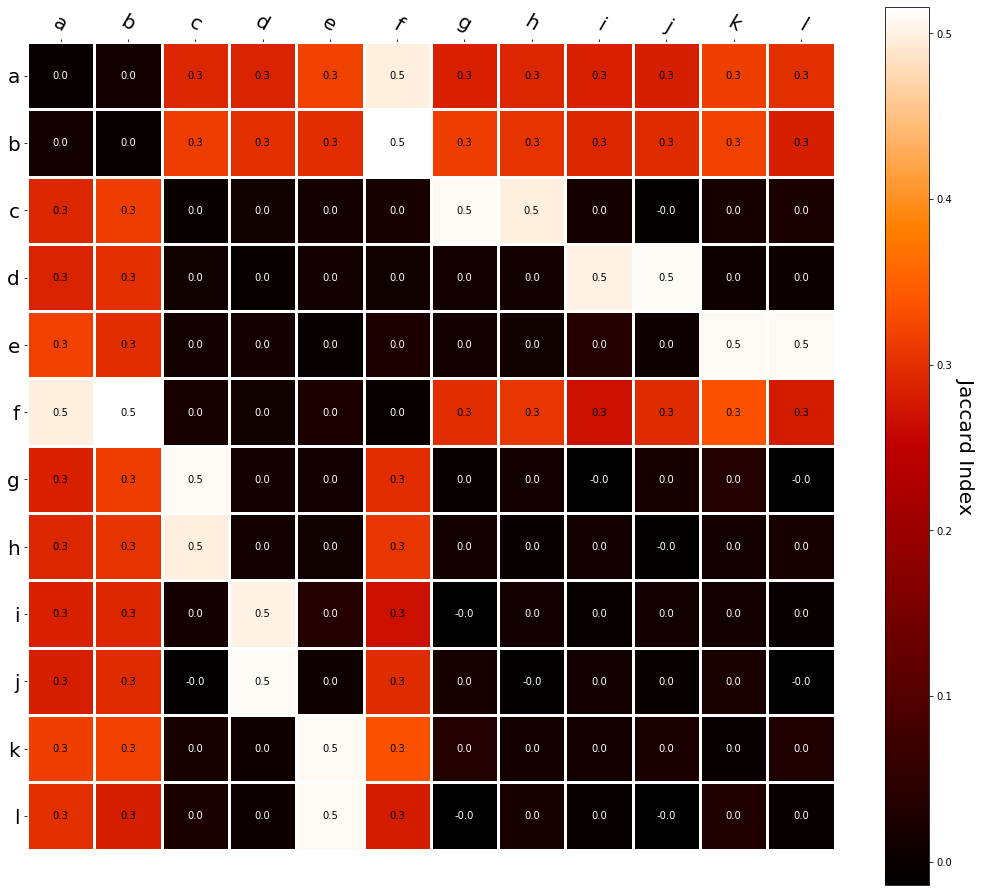 a b c d e f g h i j k l
a 0.0 0.0 0.3 0.3 0.3 0.5 0.3 0.3 0.3 0.3 0.3 0.3
b 0.0 0.0 0.3 0.3 0.3 0.5 0.3 0.3 0.3 0.3 0.3 0.3
c 0.3 0.3 0.0 0.0 0.0 0.0 0.5 0.5 0.0 -0.0 0.0 0.0
d 0.3 0.3 0.0 0.0 0.0 0.0 0.0 0.0 0.5 0.5 0.0 0.0
e 0.3 0.3 0.0 0.0 0.0 0.0 0.0 0.0 0.0 0.0 0.5 0.5
f 0.5 0.5 0.0 0.0 0.0 0.0 0.3 0.3 0.3 0.3 0.3 0.3
g 0.3 0.3 0.5 0.0 0.0 0.3 0.0 0.0 -0.0 0.0 0.0 -0.0
h 0.3 0.3 0.5 0.0 0.0 0.3 0.0 0.0 0.0 -0.0 0.0 0.0
i 0.3 0.3 0.0 0.5 0.0 0.3 -0.0 0.0 0.0 0.0 0.0 0.0
j 0.3 0.3 -0.0 0.5 0.0 0.3 0.0 -0.0 0.0 0.0 0.0 -0.0
k 0.3 0.3 0.0 0.0 0.5 0.3 0.0 0.0 0.0 0.0 0.0 0.0
l 0.3 0.3 0.0 0.0 0.5 0.3 -0.0 0.0 0.0 -0.0 0.0 0.0
0.5
0.4
0.3
0.2
0.1
0.0
Jaccard Index